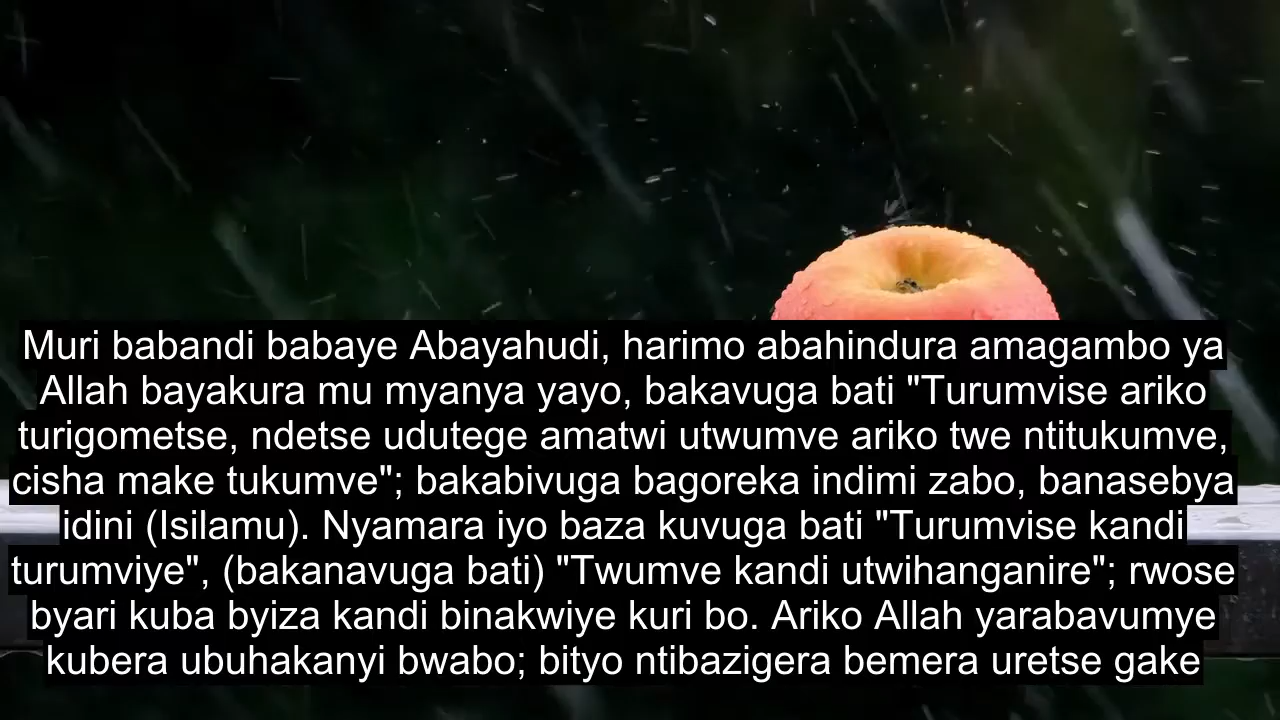 Muri babandi babaye Abayahudi, harimo abahindura amagambo ya
Allah bayakura mu myanya yayo, bakavuga bati "Turumvise ariko
turigometse, ndetse udutege amatwi utwumve ariko twe ntitukumve,
cisha make tukumve"; bakabivuga bagoreka indimi zabo, banasebya
idini (Isilamu). Nyamara iyo baza kuvuga bati "Turumvise kandi
turumviye", (bakanavuga bati) "Twumve kandi utwihanganire"; rwose
byari kuba byiza kandi binakwiye kuri bo. Ariko Allah yarabavumye
kubera ubuhakanyi bwabo; bityo ntibazigera bemera uretse gake